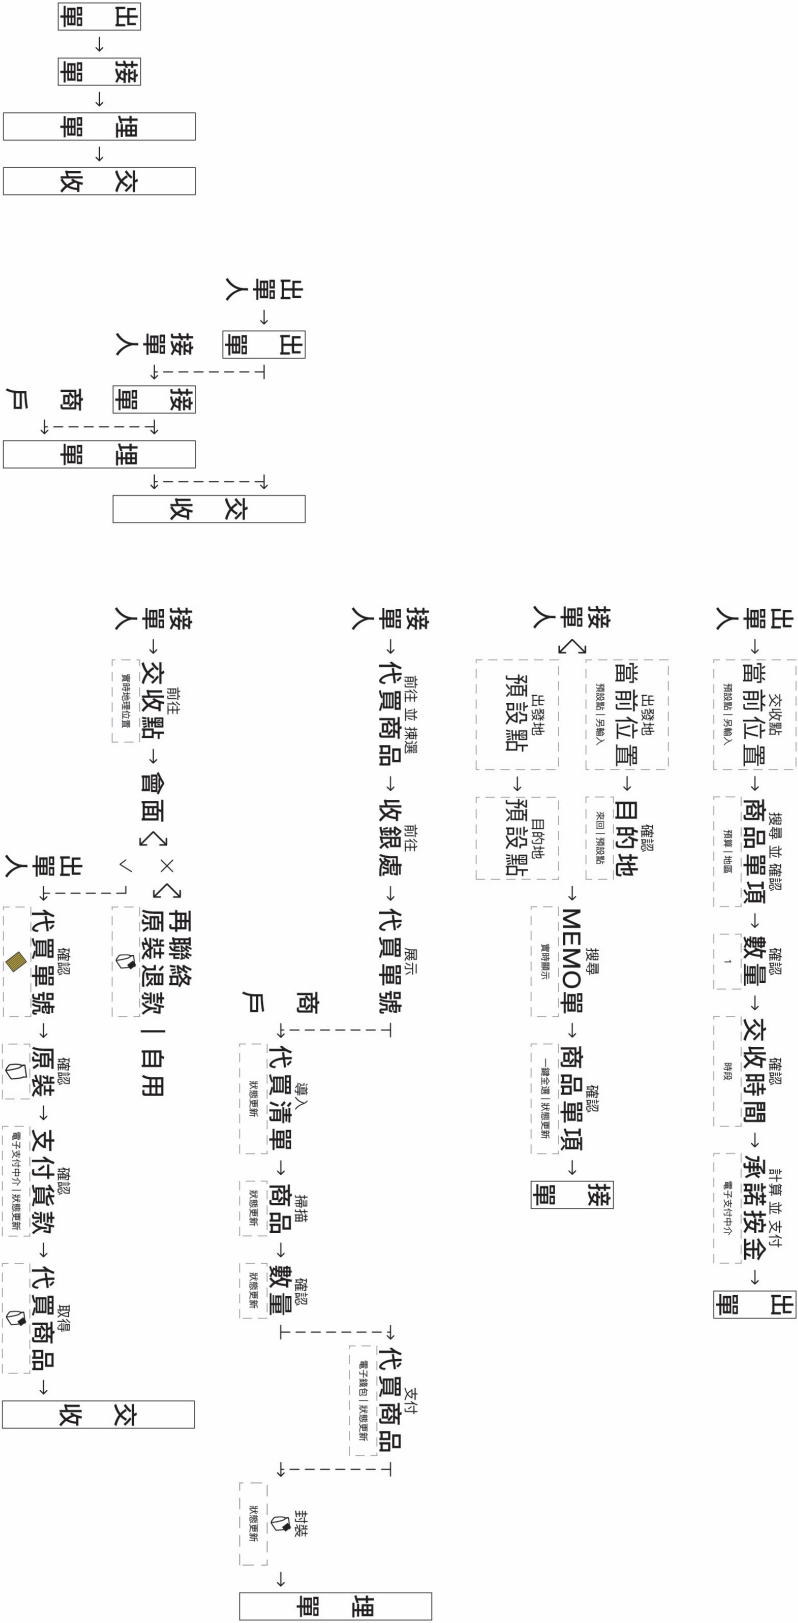 出單
接單
埋單
交收
出單人
出單
接單人
接單
商戶
埋單
交收
出單人
交收點
當前位置
預設點 | 另輸入
搜尋 並 確認
商品單項
預算 | 地區
確認
數量
1
確認
交收時間
時段
計算 並 支付
承諾按金
電子支付中介
出單
接單人
出發地
當前位置
預設點 | 另輸入
確認
目的地
來回 | 預設點
出發地
預設點
目的地
預設點
搜尋
MEMO單
實時顯示
確認
商品單項
一鍵全選 | 狀態更新
接單
接單人
前往 並 揀選
代買商品
前往
收銀處
展示
代買單號
商戶
導入
代買清單
狀態更新
掃描
商品
狀態更新
確認
數量
狀態更新
支付
代買商品
電子錢包 | 狀態更新
封裝
狀態更新
埋單
接單人
前往
交收點
實時地理位置
會面
再聯絡
原裝退款 | 自用
出單人
確認
代買單號
確認
原裝
確認
支付貨款
電子支付中介 | 狀態更新
取得
代買商品
交收